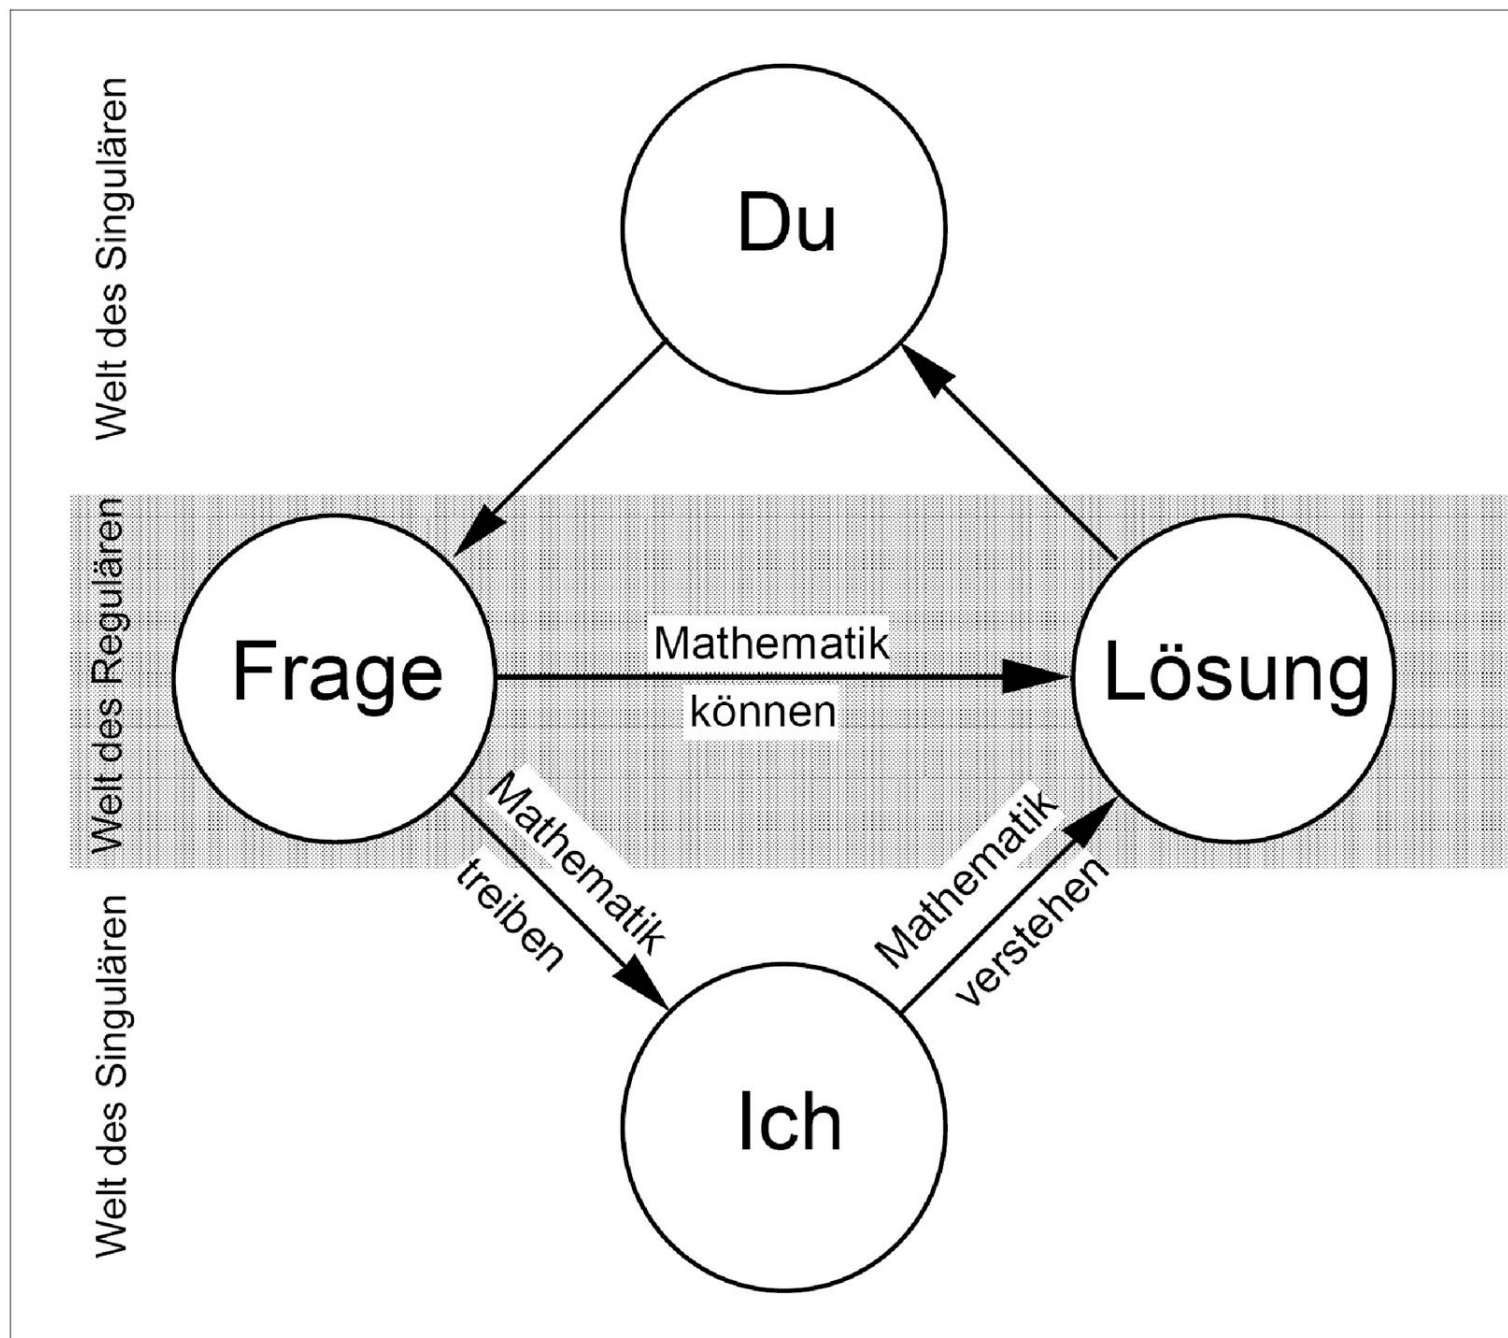 Welt des Singulären
Du
Welt des Regulären
Frage
Mathematik
können
Lösung
Mathematik
treiben
Mathematik
verstehen
Welt des Singulären
Ich